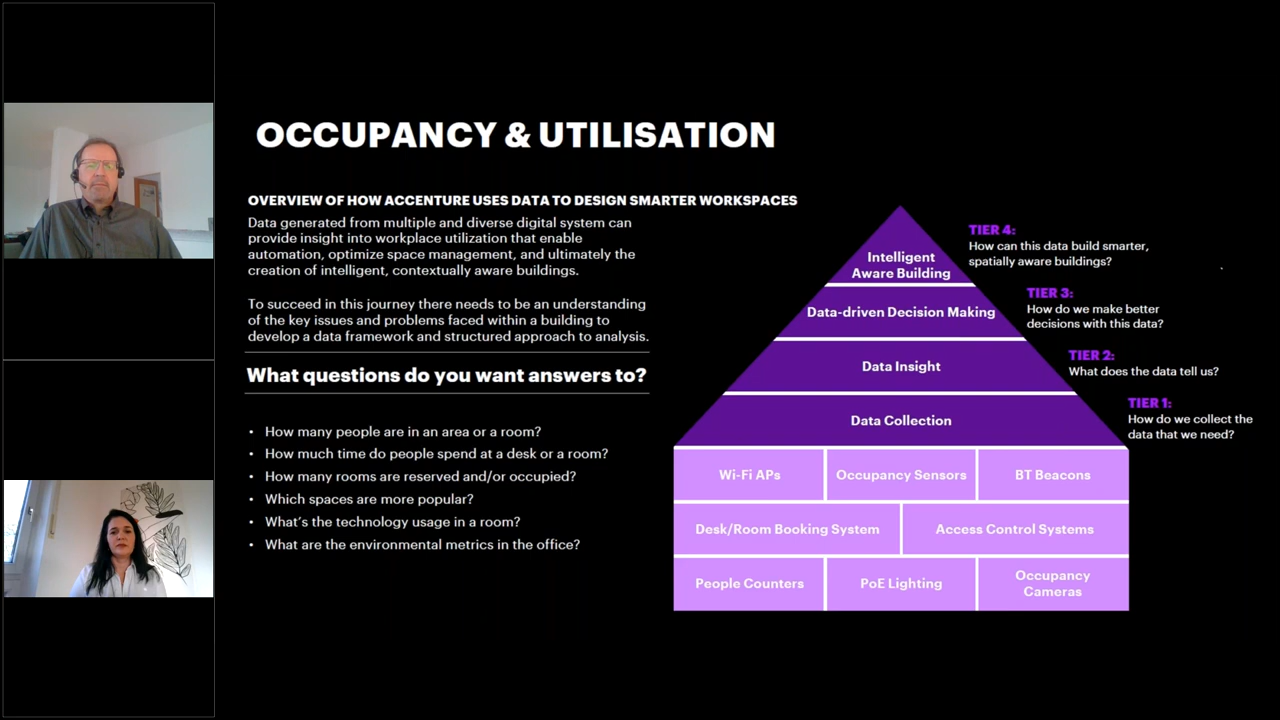 OCCUPANCY & UTILISATION
OVERVIEW OF HOW ACCENTURE USES DATA TO DESIGN SMARTER WORKSPACES
Data generated from multiple and diverse digital system can
provide insight into workplace utilization that enable
automation, optimize space management, and ultimately the
creation of intelligent, contextually aware buildings.
To succeed in this journey there needs to be an understanding
of the key issues and problems faced within a building to
develop a data framework and structured approach to analysis.
What questions do you want answers to?
• How many people are in an area or a room?
• How much time do people spend at a desk or a room?
• How many rooms are reserved and/or occupied?
• Which spaces are more popular?
• What's the technology usage in a room?
• What are the environmental metrics in the office?
Intelligent
Aware Building
Data-driven Decision Making
Data Insight
Data Collection
Wi-Fi APs
Occupancy Sensors
BT Beacons
Desk/Room Booking System
Access Control Systems
People Counters
PoE Lighting
Occupancy
Cameras
TIER 4:
How can this data build smarter,
spatially aware buildings?
TIER 3:
How do we make better
decisions with this data?
TIER 2:
What does the data tell us?
TIER 1:
How do we collect the
data that we need?